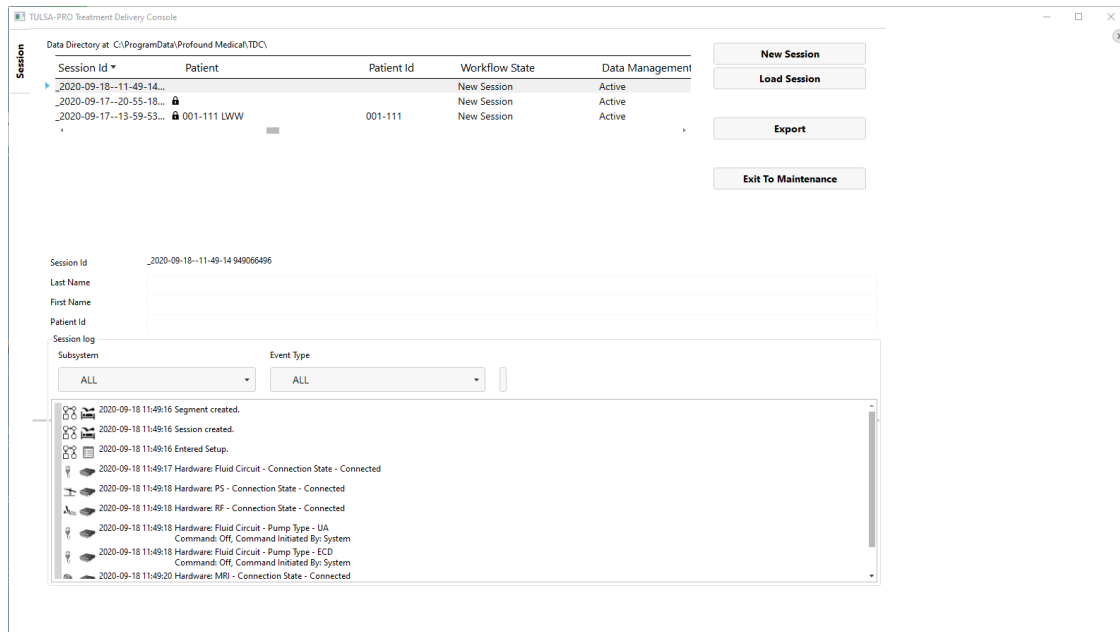 TULSA-PRO Treatment Delivery Console
Session
Data Directory at C:\ProgramData\Profound Medical\TDC\
Session Id Patient Patient Id Workflow State Data Management
_2020-09-18--11-49-14... New Session Active
_2020-09-17--20-55-18... New Session Active
_2020-09-17--13-59-53... 001-111 LWW 001-111 New Session Active
New Session
Load Session
Export
Exit To Maintenance
Session Id _2020-09-18--11-49-14 949066496
Last Name
First Name
Patient Id
Session log
Subsystem Event Type
ALL ALL
2020-09-18 11:49:16 Segment created.
2020-09-18 11:49:16 Session created.
2020-09-18 11:49:16 Entered Setup.
2020-09-18 11:49:17 Hardware: Fluid Circuit - Connection State - Connected
2020-09-18 11:49:18 Hardware: PS - Connection State - Connected
2020-09-18 11:49:18 Hardware: RF - Connection State - Connected
2020-09-18 11:49:18 Hardware: Fluid Circuit - Pump Type - UA
Command: Off, Command Initiated By: System
2020-09-18 11:49:18 Hardware: Fluid Circuit - Pump Type - ECD
Command: Off, Command Initiated By: System
2020-09-18 11:49:20 Hardware: MRI - Connection State - Connected